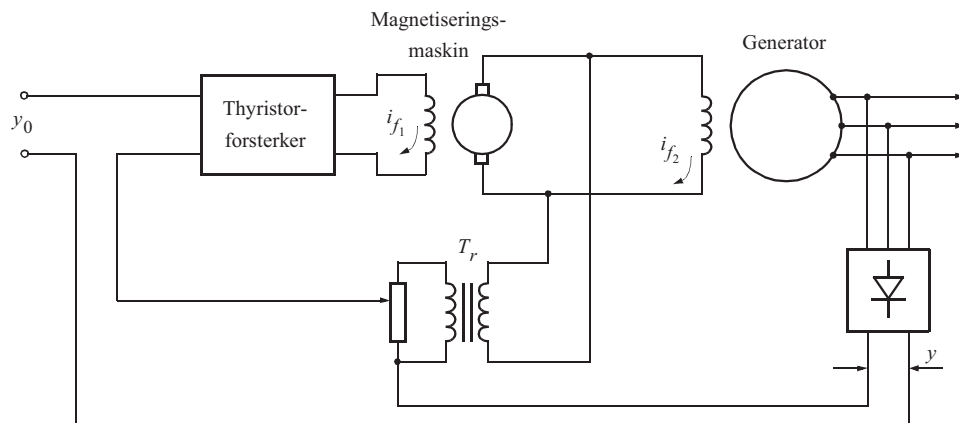 Magnetiserings-
maskin
Generator
Thyristor-
forsterker
y0
if1
if2
Tr
y